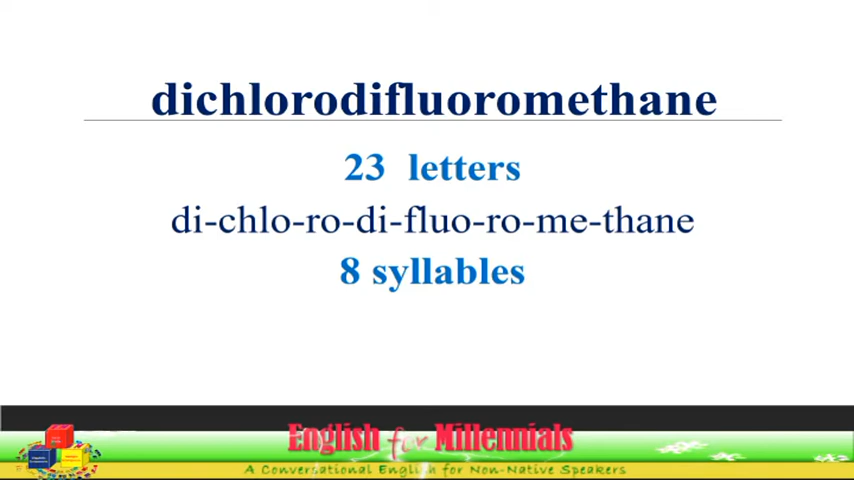 dichlorodifluoromethane
23 letters
di-chlo-ro-di-fluo-ro-me-thane
8 syllables
English for Millennials
A Conversational English for Non-Native Speakers